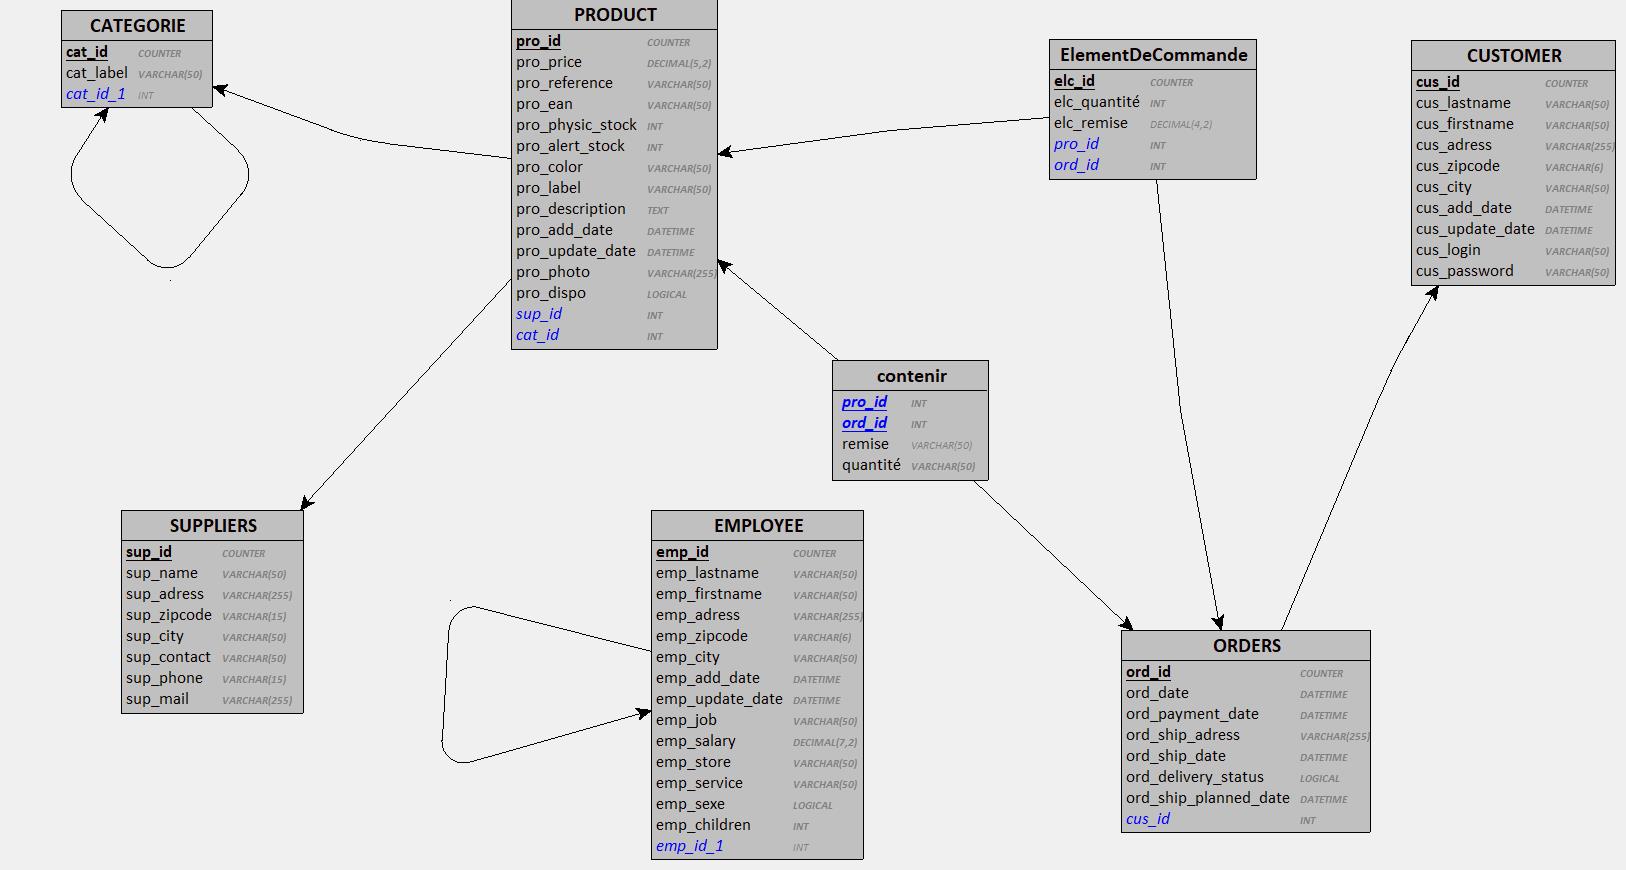 CATEGORIE
cat_id COUNTER
cat_label VARCHAR(50)
cat_id_1 INT
PRODUCT
pro_id COUNTER
pro_price DECIMAL(5,2)
pro_reference VARCHAR(50)
pro_ean VARCHAR(50)
pro_physic_stock INT
pro_alert_stock INT
pro_color VARCHAR(50)
pro_label VARCHAR(50)
pro_description TEXT
pro_add_date DATETIME
pro_update_date DATETIME
pro_photo VARCHAR(255)
pro_dispo LOGICAL
sup_id INT
cat_id INT
ElementDeCommande
elc_id COUNTER
elc_quantité INT
elc_remise DECIMAL(4,2)
pro_id INT
ord_id INT
CUSTOMER
cus_id COUNTER
cus_lastname VARCHAR(50)
cus_firstname VARCHAR(50)
cus_adress VARCHAR(255)
cus_zipcode VARCHAR(6)
cus_city VARCHAR(50)
cus_add_date DATETIME
cus_update_date DATETIME
cus_login VARCHAR(50)
cus_password VARCHAR(50)
contenir
pro_id INT
ord_id INT
remise VARCHAR(50)
quantité VARCHAR(50)
SUPPLIERS
sup_id COUNTER
sup_name VARCHAR(50)
sup_adress VARCHAR(255)
sup_zipcode VARCHAR(15)
sup_city VARCHAR(50)
sup_contact VARCHAR(50)
sup_phone VARCHAR(15)
sup_mail VARCHAR(255)
EMPLOYEE
emp_id COUNTER
emp_lastname VARCHAR(50)
emp_firstname VARCHAR(50)
emp_adress VARCHAR(255)
emp_zipcode VARCHAR(6)
emp_city VARCHAR(50)
emp_add_date DATETIME
emp_update_date DATETIME
emp_job VARCHAR(50)
emp_salary DECIMAL(7,2)
emp_store VARCHAR(50)
emp_service VARCHAR(50)
emp_sexe LOGICAL
emp_children INT
emp_id_1 INT
ORDERS
ord_id COUNTER
ord_date DATETIME
ord_payment_date DATETIME
ord_ship_adress VARCHAR(255)
ord_ship_date DATETIME
ord_delivery_status LOGICAL
ord_ship_planned_date DATETIME
cus_id INT